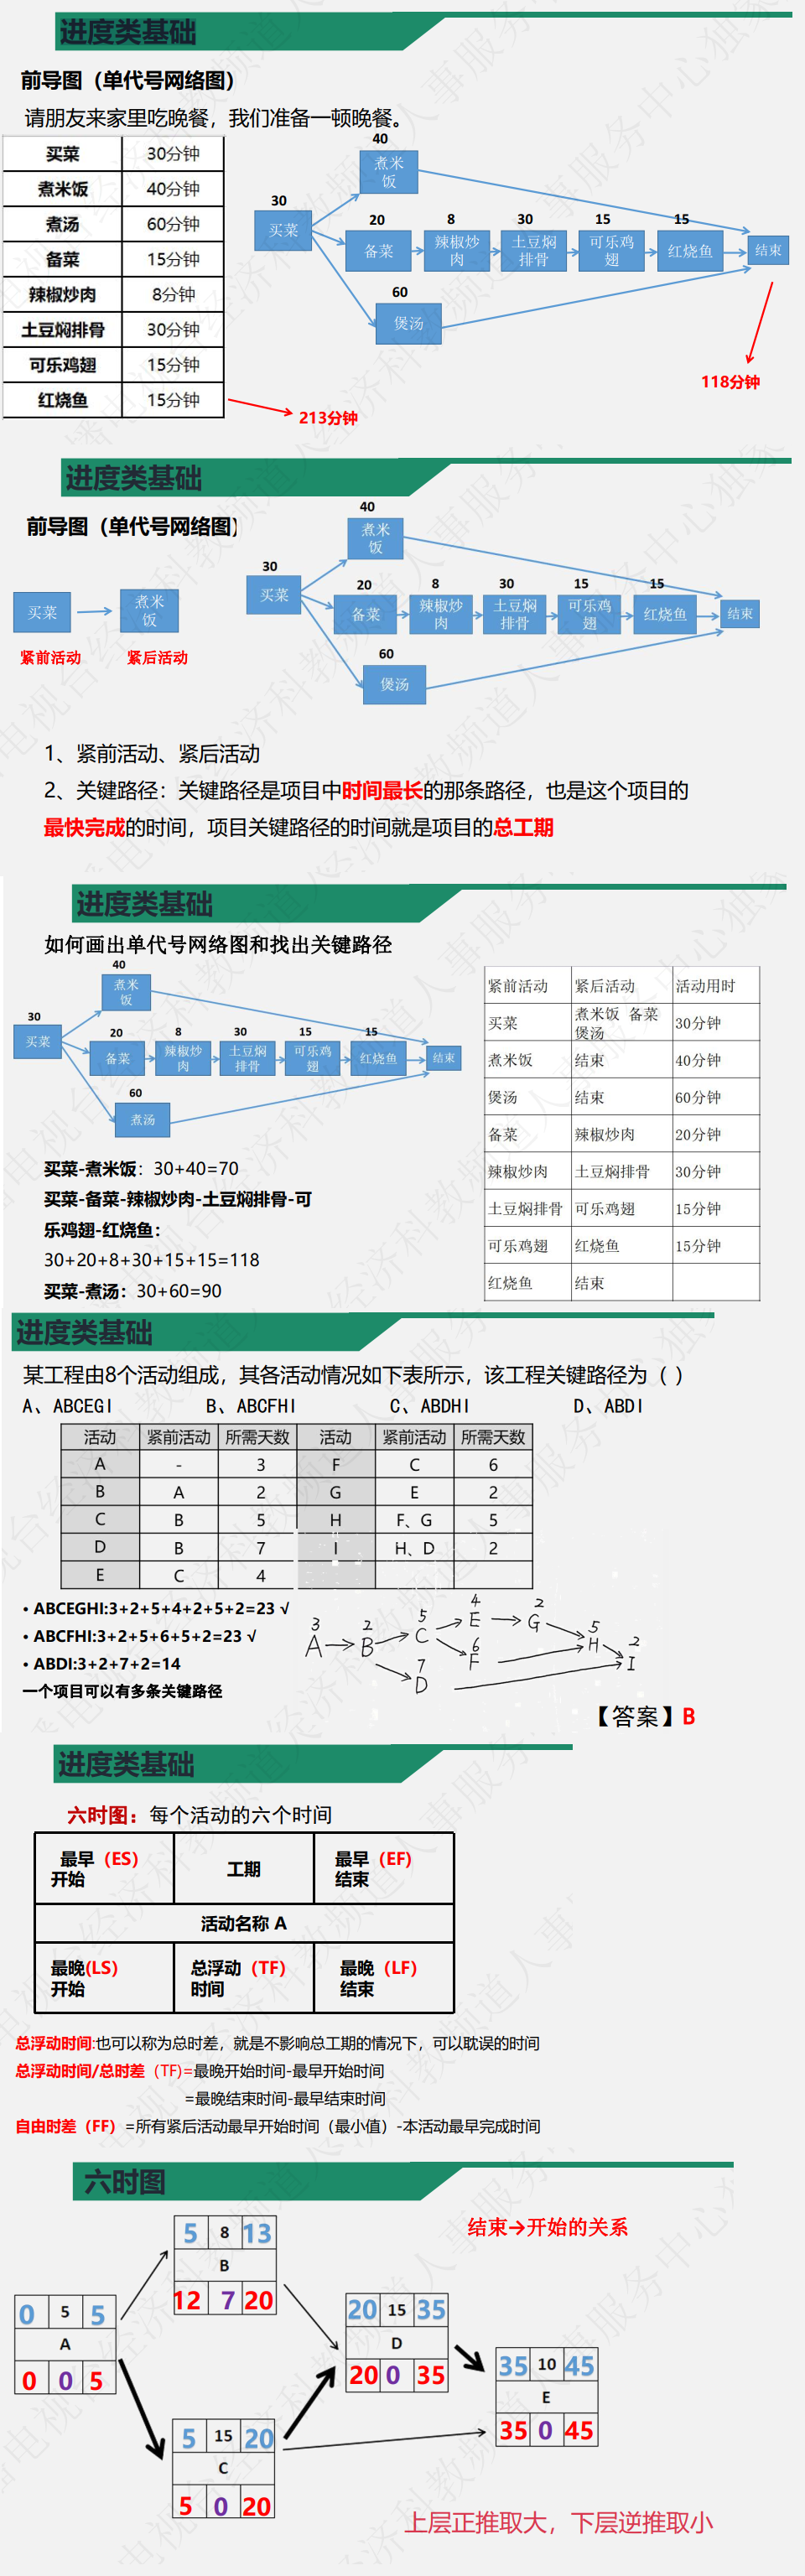 进度类基础
前导图（单代号网络图）
请朋友来家里吃晚餐，我们准备一顿晚餐。
买菜 30分钟
煮米饭 40分钟
煮汤 60分钟
备菜 15分钟
辣椒炒肉 8分钟
土豆焖排骨 30分钟
可乐鸡翅 15分钟
红烧鱼 15分钟
213分钟
40
煮米
饭
30
买菜
20 8 30 15 15
备菜 辣椒炒 土豆焖 可乐鸡 红烧鱼 结束
肉 排骨 翅
60
煲汤
118分钟
进度类基础
前导图（单代号网络图）
40
煮米
饭
30
买菜
20 8 30 15 15
备菜 辣椒炒 土豆焖 可乐鸡 红烧鱼 结束
肉 排骨 翅
60
煲汤
买菜 煮米
饭
紧前活动 紧后活动
1、紧前活动、紧后活动
2、关键路径：关键路径是项目中时间最长的那条路径，也是这个项目的
最快完成的时间，项目关键路径的时间就是项目的总工期
进度类基础
如何画出单代号网络图和找出关键路径
40
煮米
饭
30
买菜
20 8 30 15 15
备菜 辣椒炒 土豆焖 可乐鸡 红烧鱼 结束
肉 排骨 翅
60
煮汤
买菜-煮米饭：30+40=70
买菜-备菜-辣椒炒肉-土豆焖排骨-可
乐鸡翅-红烧鱼：
30+20+8+30+15+15=118
买菜-煮汤：30+60=90
紧前活动 紧后活动 活动用时
买菜 煮米饭 备菜 30分钟
煲汤
煮米饭 结束 40分钟
煲汤 结束 60分钟
备菜 辣椒炒肉 20分钟
辣椒炒肉 土豆焖排骨 30分钟
土豆焖排骨 可乐鸡翅 15分钟
可乐鸡翅 红烧鱼 15分钟
红烧鱼 结束
进度类基础
某工程由8个活动组成，其各活动情况如下表所示，该工程关键路径为（ ）
A、ABCEGI B、ABCFHI C、ABDHI D、ABDI
活动 紧前活动 所需天数 活动 紧前活动 所需天数
A - 3 F C 6
B A 2 G E 2
C B 5 H F、G 5
D B 7 I H、D 2
E C 4
• ABCEGHI:3+2+5+4+2+5+2=23 √
• ABCFHI:3+2+5+6+5+2=23 √
• ABDI:3+2+7+2=14
一个项目可以有多条关键路径
3 2 5 4 2
A B C E G
6 5 2
F H I
7
D
【答案】B
进度类基础
六时图：每个活动的六个时间
最早（ES） 工期 最早（EF)
开始 结束
活动名称 A
最晚(LS） 总浮动（TF） 最晚（LF）
开始 时间 结束
总浮动时间:也可以称为总时差，就是不影响总工期的情况下，可以耽误的时间
总浮动时间/总时差（TF)=最晚开始时间-最早开始时间
=最晚结束时间-最早结束时间
自由时差（FF）=所有紧后活动最早开始时间（最小值）-本活动最早完成时间
六时图
结束→开始的关系
5 8 13
B
12 7 20
0 5 5
A
0 0 5
20 15 35
D
20 0 35
35 10 45
E
35 0 45
5 15 20
C
5 0 20
上层正推取大，下层逆推取小